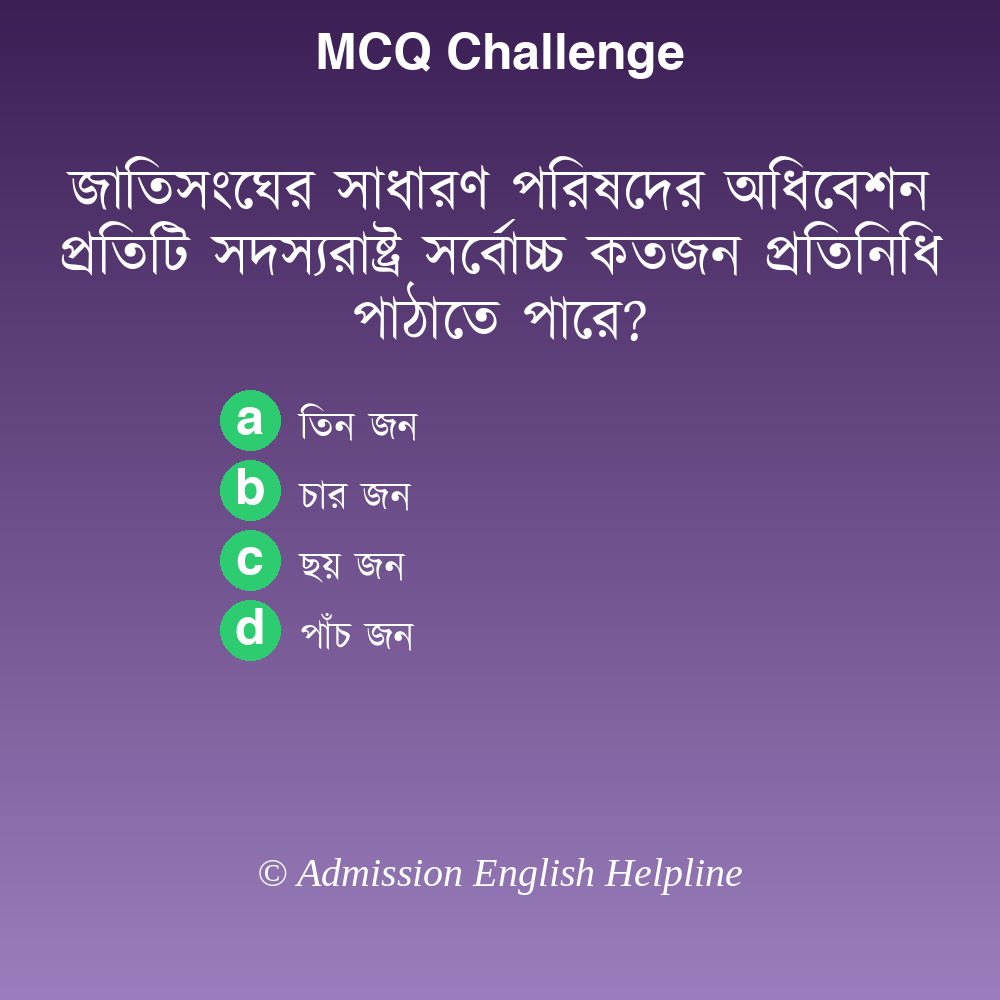 MCQ Challenge
জাতিসংঘের সাধারণ পরিষদের অধিবেশন
প্রতিটি সদস্যরাষ্ট্র সর্বোচ্চ কতজন প্রতিনিধি
পাঠাতে পারে?
a তিন জন
b চার জন
c ছয় জন
d পাঁচ জন
© Admission English Helpline